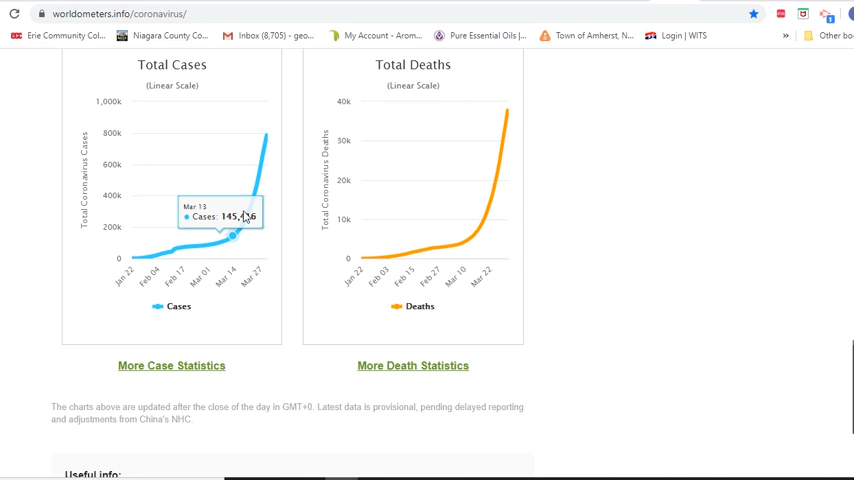 worldometers.info/coronavirus/
Erie Community Col... Niagara County Co... Inbox (8,705) - geo... My Account - Arom... Pure Essential Oils |... Town of Amherst, N... Login | WITS » Other bo
Total Cases
(Linear Scale)
1,000k
800k
600k
400k
200k
0
Total Coronavirus Cases
Mar 13
Cases:
Jan 22 Feb 04 Feb 17 Mar 01 Mar 14 Mar 27
Cases
Total Deaths
(Linear Scale)
40k
30k
20k
10k
0
Total Coronavirus Deaths
Jan 22 Feb 03 Feb 15 Feb 27 Mar 10 Mar 22
Deaths
More Case Statistics
More Death Statistics
The charts above are updated after the close of the day in GMT+0. Latest data is provisional, pending delayed reporting
and adjustments from China's NHC.
Useful info: